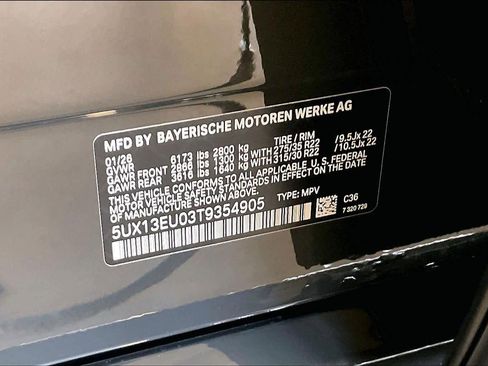 MFD BY BAYERISCHE MOTOREN WERKE AG
01/26 TIRE / RIM
GVWR 6173 lbs 2800 kg
GAWR FRONT 2866 lbs 1300 kg 275/35 R22 /9.5Jx22
GAWR REAR 3616 lbs 1640 kg 315/30 R22 /10.5Jx22
THIS VEHICLE CONFORMS TO ALL APPLICABLE U.S. FEDERAL
MOTOR VEHICLE SAFETY STANDARDS IN EFFECT ON THE DATE
OF MANUFACTURE SHOWN ABOVE.
5UX13EU03T9354905 TYPE: MPV C36
7 320 729